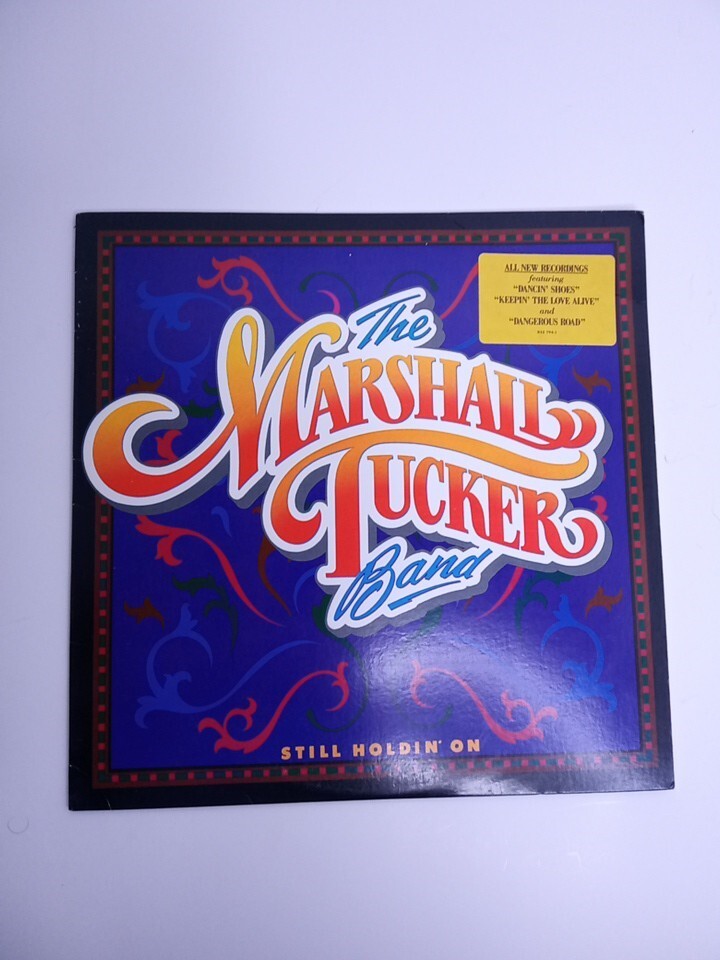 ALL NEW RECORDINGS
featuring
"DANCIN' SHOES"
"KEEPIN' THE LOVE ALIVE"
and
"DANGEROUS ROAD"
The
MARSHALL
TUCKER
Band
STILL HOLDIN' ON